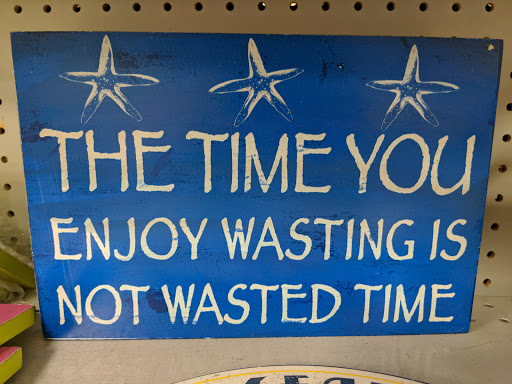 THE TIME YOU
ENJOY WASTING IS
NOT WASTED TIME